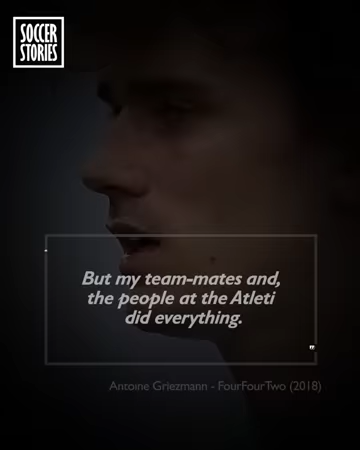 SOCCER
STORIES
"
But my team-mates and,
the people at the Atleti
did everything.
"
Antoine Griezmann - FourFourTwo (2018)